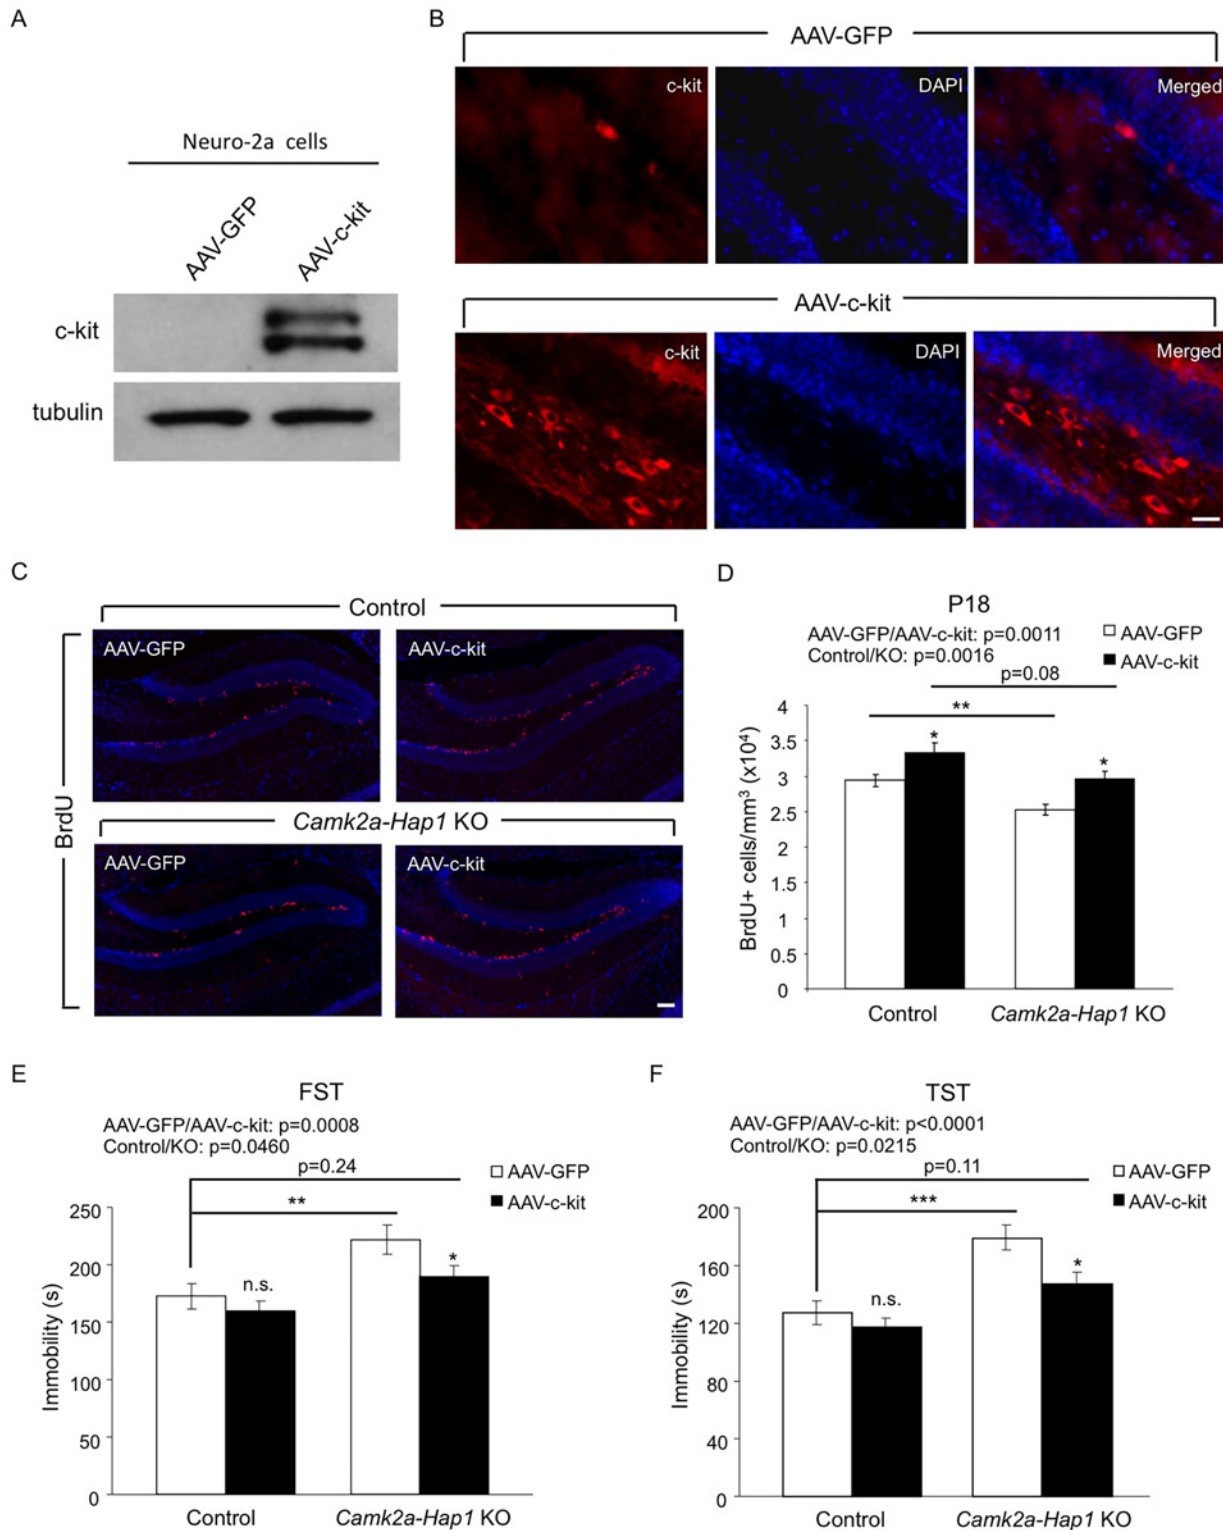 A
Neuro-2a cells
AAV-GFP
AAV-c-kit
c-kit
tubulin
B
AAV-GFP
c-kit
DAPI
Merged
AAV-c-kit
c-kit
DAPI
Merged
C
Control
BrdU
AAV-GFP
AAV-c-kit
Camk2a-Hap1 KO
AAV-GFP
AAV-c-kit
D
P18
AAV-GFP/AAV-c-kit: p=0.0011
Control/KO: p=0.0016
AAV-GFP
AAV-c-kit
p=0.08
**
*
*
BrdU+ cells/mm³ (x10⁴)
4
3.5
3
2.5
2
1.5
1
0.5
0
Control
Camk2a-Hap1 KO
E
FST
AAV-GFP/AAV-c-kit: p=0.0008
Control/KO: p=0.0460
p=0.24
AAV-GFP
AAV-c-kit
**
n.s.
*
Immobility (s)
250
200
150
100
50
0
Control
Camk2a-Hap1 KO
F
TST
AAV-GFP/AAV-c-kit: p<0.0001
Control/KO: p=0.0215
p=0.11
AAV-GFP
AAV-c-kit
***
n.s.
*
Immobility (s)
200
160
120
80
40
0
Control
Camk2a-Hap1 KO